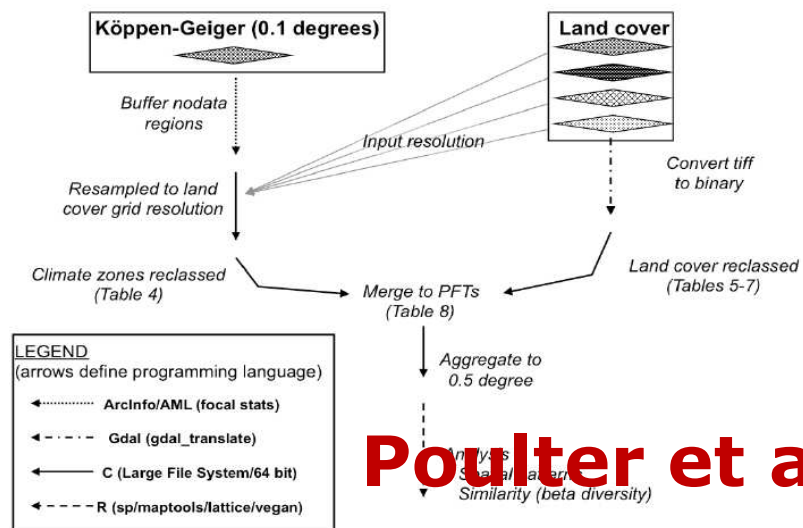 Köppen-Geiger (0.1 degrees)
Land cover
Buffer nodata
regions
Input resolution
Convert tiff
to binary
Resampled to land
cover grid resolution
Climate zones reclassed
(Table 4)
Merge to PFTs
(Table 8)
Land cover reclassed
(Tables 5-7)
Aggregate to
0.5 degree
LEGEND
(arrows define programming language)
ArcInfo/AML (focal stats)
Gdal (gdal_translate)
C (Large File System/64 bit)
R (sp/maptools/lattice/vegan)
Analysis
Similarity (beta diversity)
Poulter et a